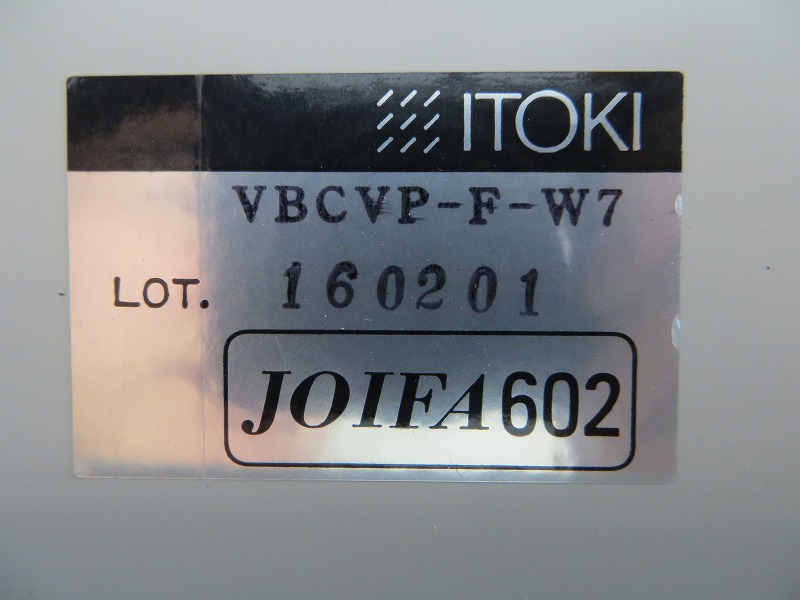 ITOKI
VBCVP-F-W7
LOT. 160201
JOIFA602